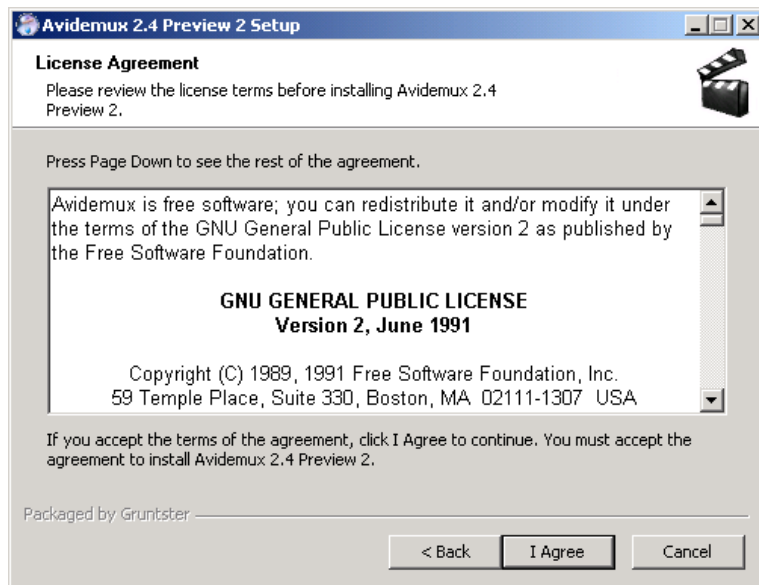 Avidemux 2.4 Preview 2 Setup
License Agreement
Please review the license terms before installing Avidemux 2.4
Preview 2.
Press Page Down to see the rest of the agreement.
Avidemux is free software; you can redistribute it and/or modify it under
the terms of the GNU General Public License version 2 as published by
the Free Software Foundation.
GNU GENERAL PUBLIC LICENSE
Version 2, June 1991
Copyright (C) 1989, 1991 Free Software Foundation, Inc.
59 Temple Place, Suite 330, Boston, MA  02111-1307  USA
If you accept the terms of the agreement, click I Agree to continue. You must accept the
agreement to install Avidemux 2.4 Preview 2.
Packaged by Gruntster
< Back
I Agree
Cancel